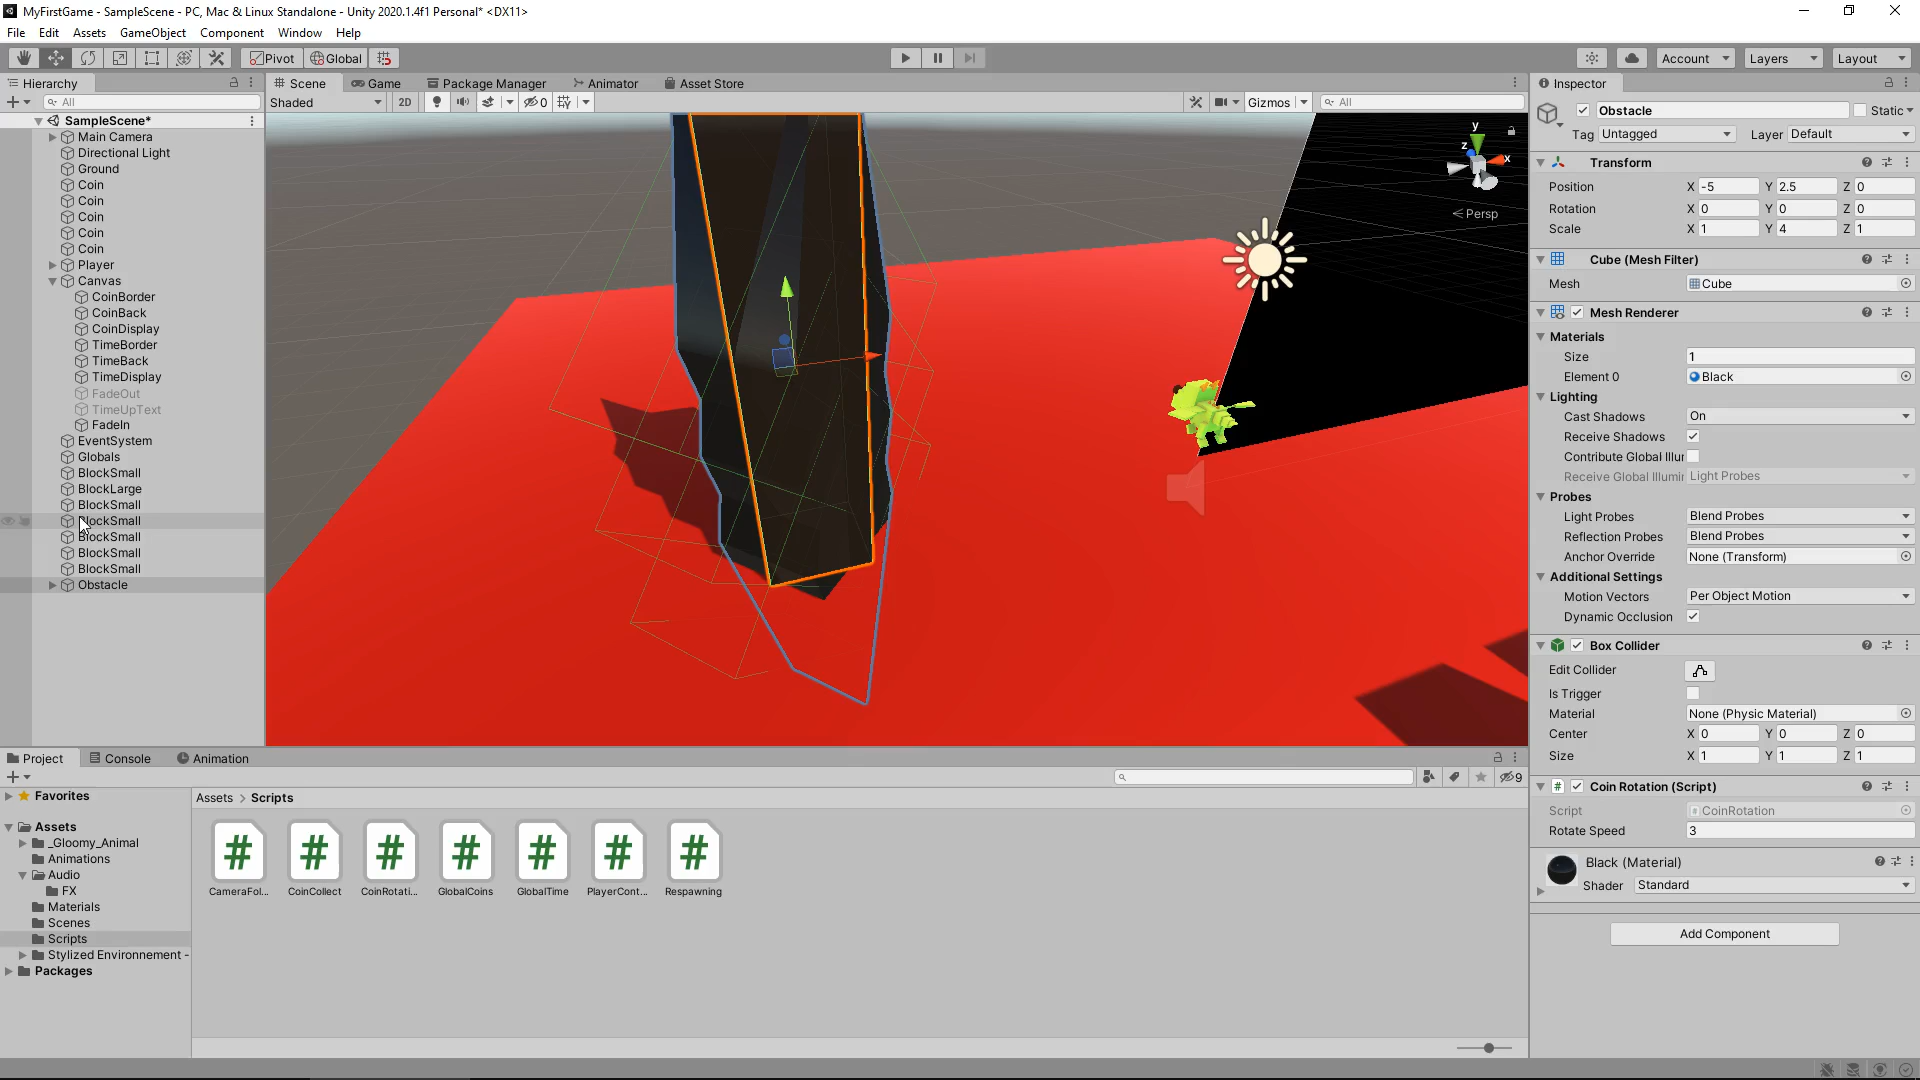 MyFirstGame - SampleScene - PC, Mac & Linux Standalone - Unity 2020.1.4f1 Personal* <DX11>
File Edit Assets GameObject Component Window Help
Pivot Global Account Layers Layout
Hierarchy Scene Game Package Manager Animator Asset Store Inspector
All Shaded 2D 0 Gizmos All
SampleScene*
Main Camera
Directional Light
Ground
Coin
Coin
Coin
Coin
Coin
Player
Canvas
CoinBorder
CoinBack
CoinDisplay
TimeBorder
TimeBack
TimeDisplay
FadeOut
TimeUpText
FadeIn
EventSystem
Globals
BlockSmall
BlockLarge
BlockSmall
BlockSmall
BlockSmall
BlockSmall
BlockSmall
Obstacle
y
z
x
Persp
Obstacle Static
Tag Untagged Layer Default
Transform
Position X -5 Y 2.5 Z 0
Rotation X 0 Y 0 Z 0
Scale X 1 Y 4 Z 1
Cube (Mesh Filter)
Mesh Cube
Mesh Renderer
Materials
Size 1
Element 0 Black
Lighting
Cast Shadows On
Receive Shadows
Contribute Global Illur
Receive Global Illumir Light Probes
Probes
Light Probes Blend Probes
Reflection Probes Blend Probes
Anchor Override None (Transform)
Additional Settings
Motion Vectors Per Object Motion
Dynamic Occlusion
Box Collider
Edit Collider
Is Trigger
Material None (Physic Material)
Center X 0 Y 0 Z 0
Size X 1 Y 1 Z 1
Coin Rotation (Script)
Script CoinRotation
Rotate Speed 3
Black (Material)
Shader Standard
Add Component
Project Console Animation
9
Favorites
Assets
_Gloomy_Animal
Animations
Audio
FX
Materials
Scenes
Scripts
Stylized Environnement -
Packages
Assets > Scripts
CameraFol... CoinCollect CoinRotati... GlobalCoins GlobalTime PlayerCont... Respawning